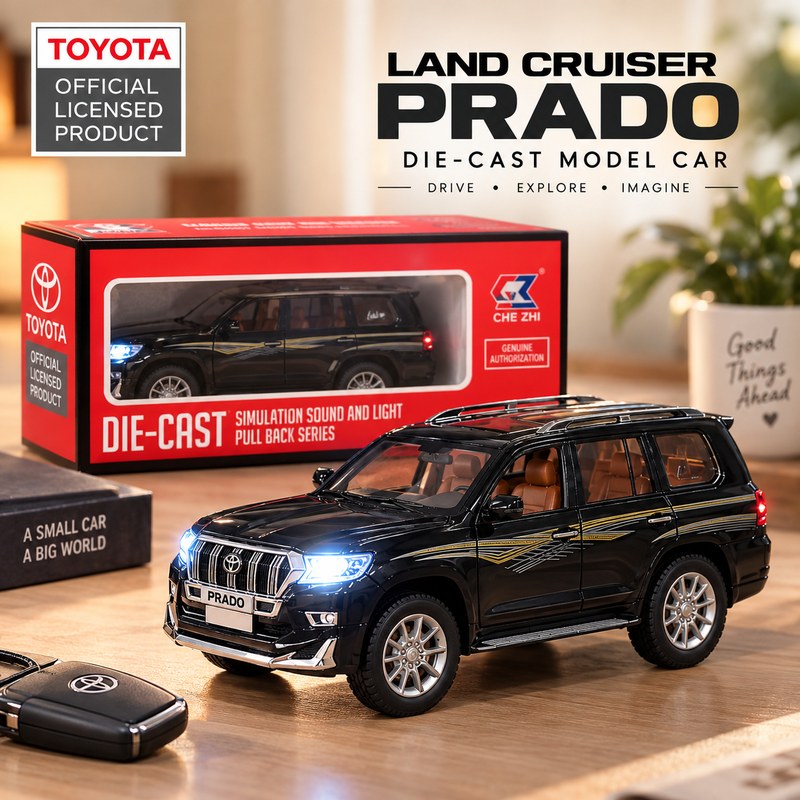 TOYOTA
OFFICIAL
LICENSED
PRODUCT
LAND CRUISER
PRADO
DIE-CAST MODEL CAR
DRIVE • EXPLORE • IMAGINE
TOYOTA
OFFICIAL
LICENSED
PRODUCT
CHE ZHI
GENUINE
AUTHORIZATION
DIE-CAST
SIMULATION SOUND AND LIGHT
PULL BACK SERIES
Good
Things
Ahead
A SMALL CAR
A BIG WORLD
PRADO